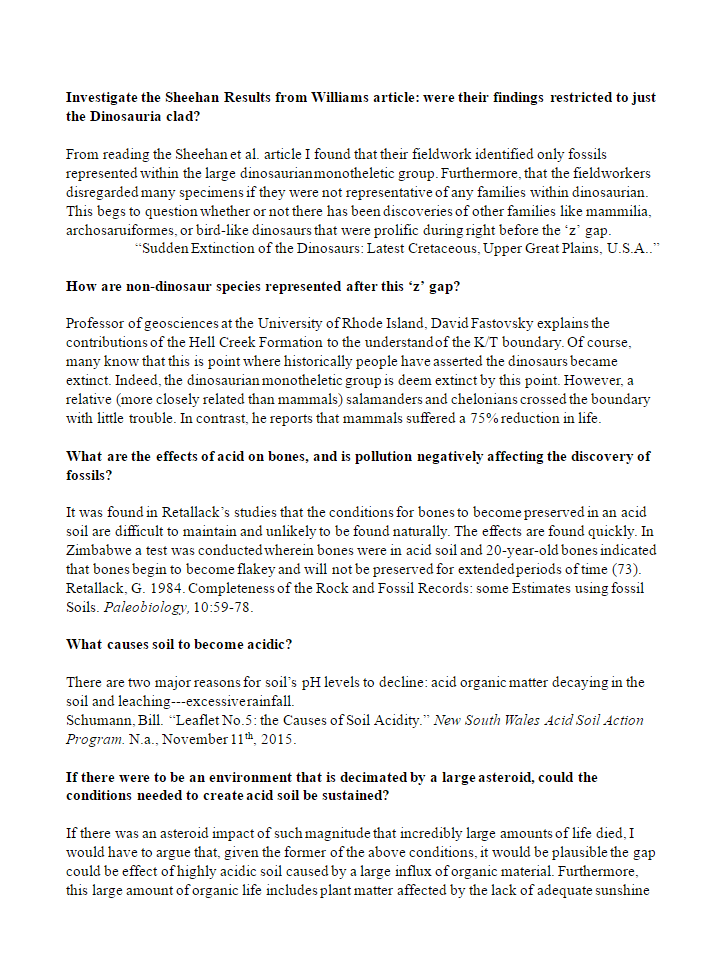 Investigate the Sheehan Results from Williams article: were their findings restricted to just
the Dinosauria clad?
From reading the Sheehan et al. article I found that their fieldwork identified only fossils
represented within the large dinosaurian monotheletic group. Furthermore, that the fieldworkers
disregarded many specimens if they were not representative of any families within dinosaurian.
This begs to question whether or not there has been discoveries of other families like mammilia,
archosaruiformes, or bird-like dinosaurs that were prolific during right before the ‘z’ gap.
“Sudden Extinction of the Dinosaurs: Latest Cretaceous, Upper Great Plains, U.S.A..”
How are non-dinosaur species represented after this ‘z’ gap?
Professor of geosciences at the University of Rhode Island, David Fastovsky explains the
contributions of the Hell Creek Formation to the understand of the K/T boundary. Of course,
many know that this is point where historically people have asserted the dinosaurs became
extinct. Indeed, the dinosaurian monotheletic group is deem extinct by this point. However, a
relative (more closely related than mammals) salamanders and chelonians crossed the boundary
with little trouble. In contrast, he reports that mammals suffered a 75% reduction in life.
What are the effects of acid on bones, and is pollution negatively affecting the discovery of
fossils?
It was found in Retallack’s studies that the conditions for bones to become preserved in an acid
soil are difficult to maintain and unlikely to be found naturally. The effects are found quickly. In
Zimbabwe a test was conducted wherein bones were in acid soil and 20-year-old bones indicated
that bones begin to become flakey and will not be preserved for extended periods of time (73).
Retallack, G. 1984. Completeness of the Rock and Fossil Records: some Estimates using fossil
Soils. Paleobiology, 10:59-78.
What causes soil to become acidic?
There are two major reasons for soil’s pH levels to decline: acid organic matter decaying in the
soil and leaching---excessive rainfall.
Schumann, Bill. “Leaflet No.5: the Causes of Soil Acidity.” New South Wales Acid Soil Action
Program. N.a., November 11th, 2015.
If there were to be an environment that is decimated by a large asteroid, could the
conditions needed to create acid soil be sustained?
If there was an asteroid impact of such magnitude that incredibly large amounts of life died, I
would have to argue that, given the former of the above conditions, it would be plausible the gap
could be effect of highly acidic soil caused by a large influx of organic material. Furthermore,
this large amount of organic life includes plant matter affected by the lack of adequate sunshine